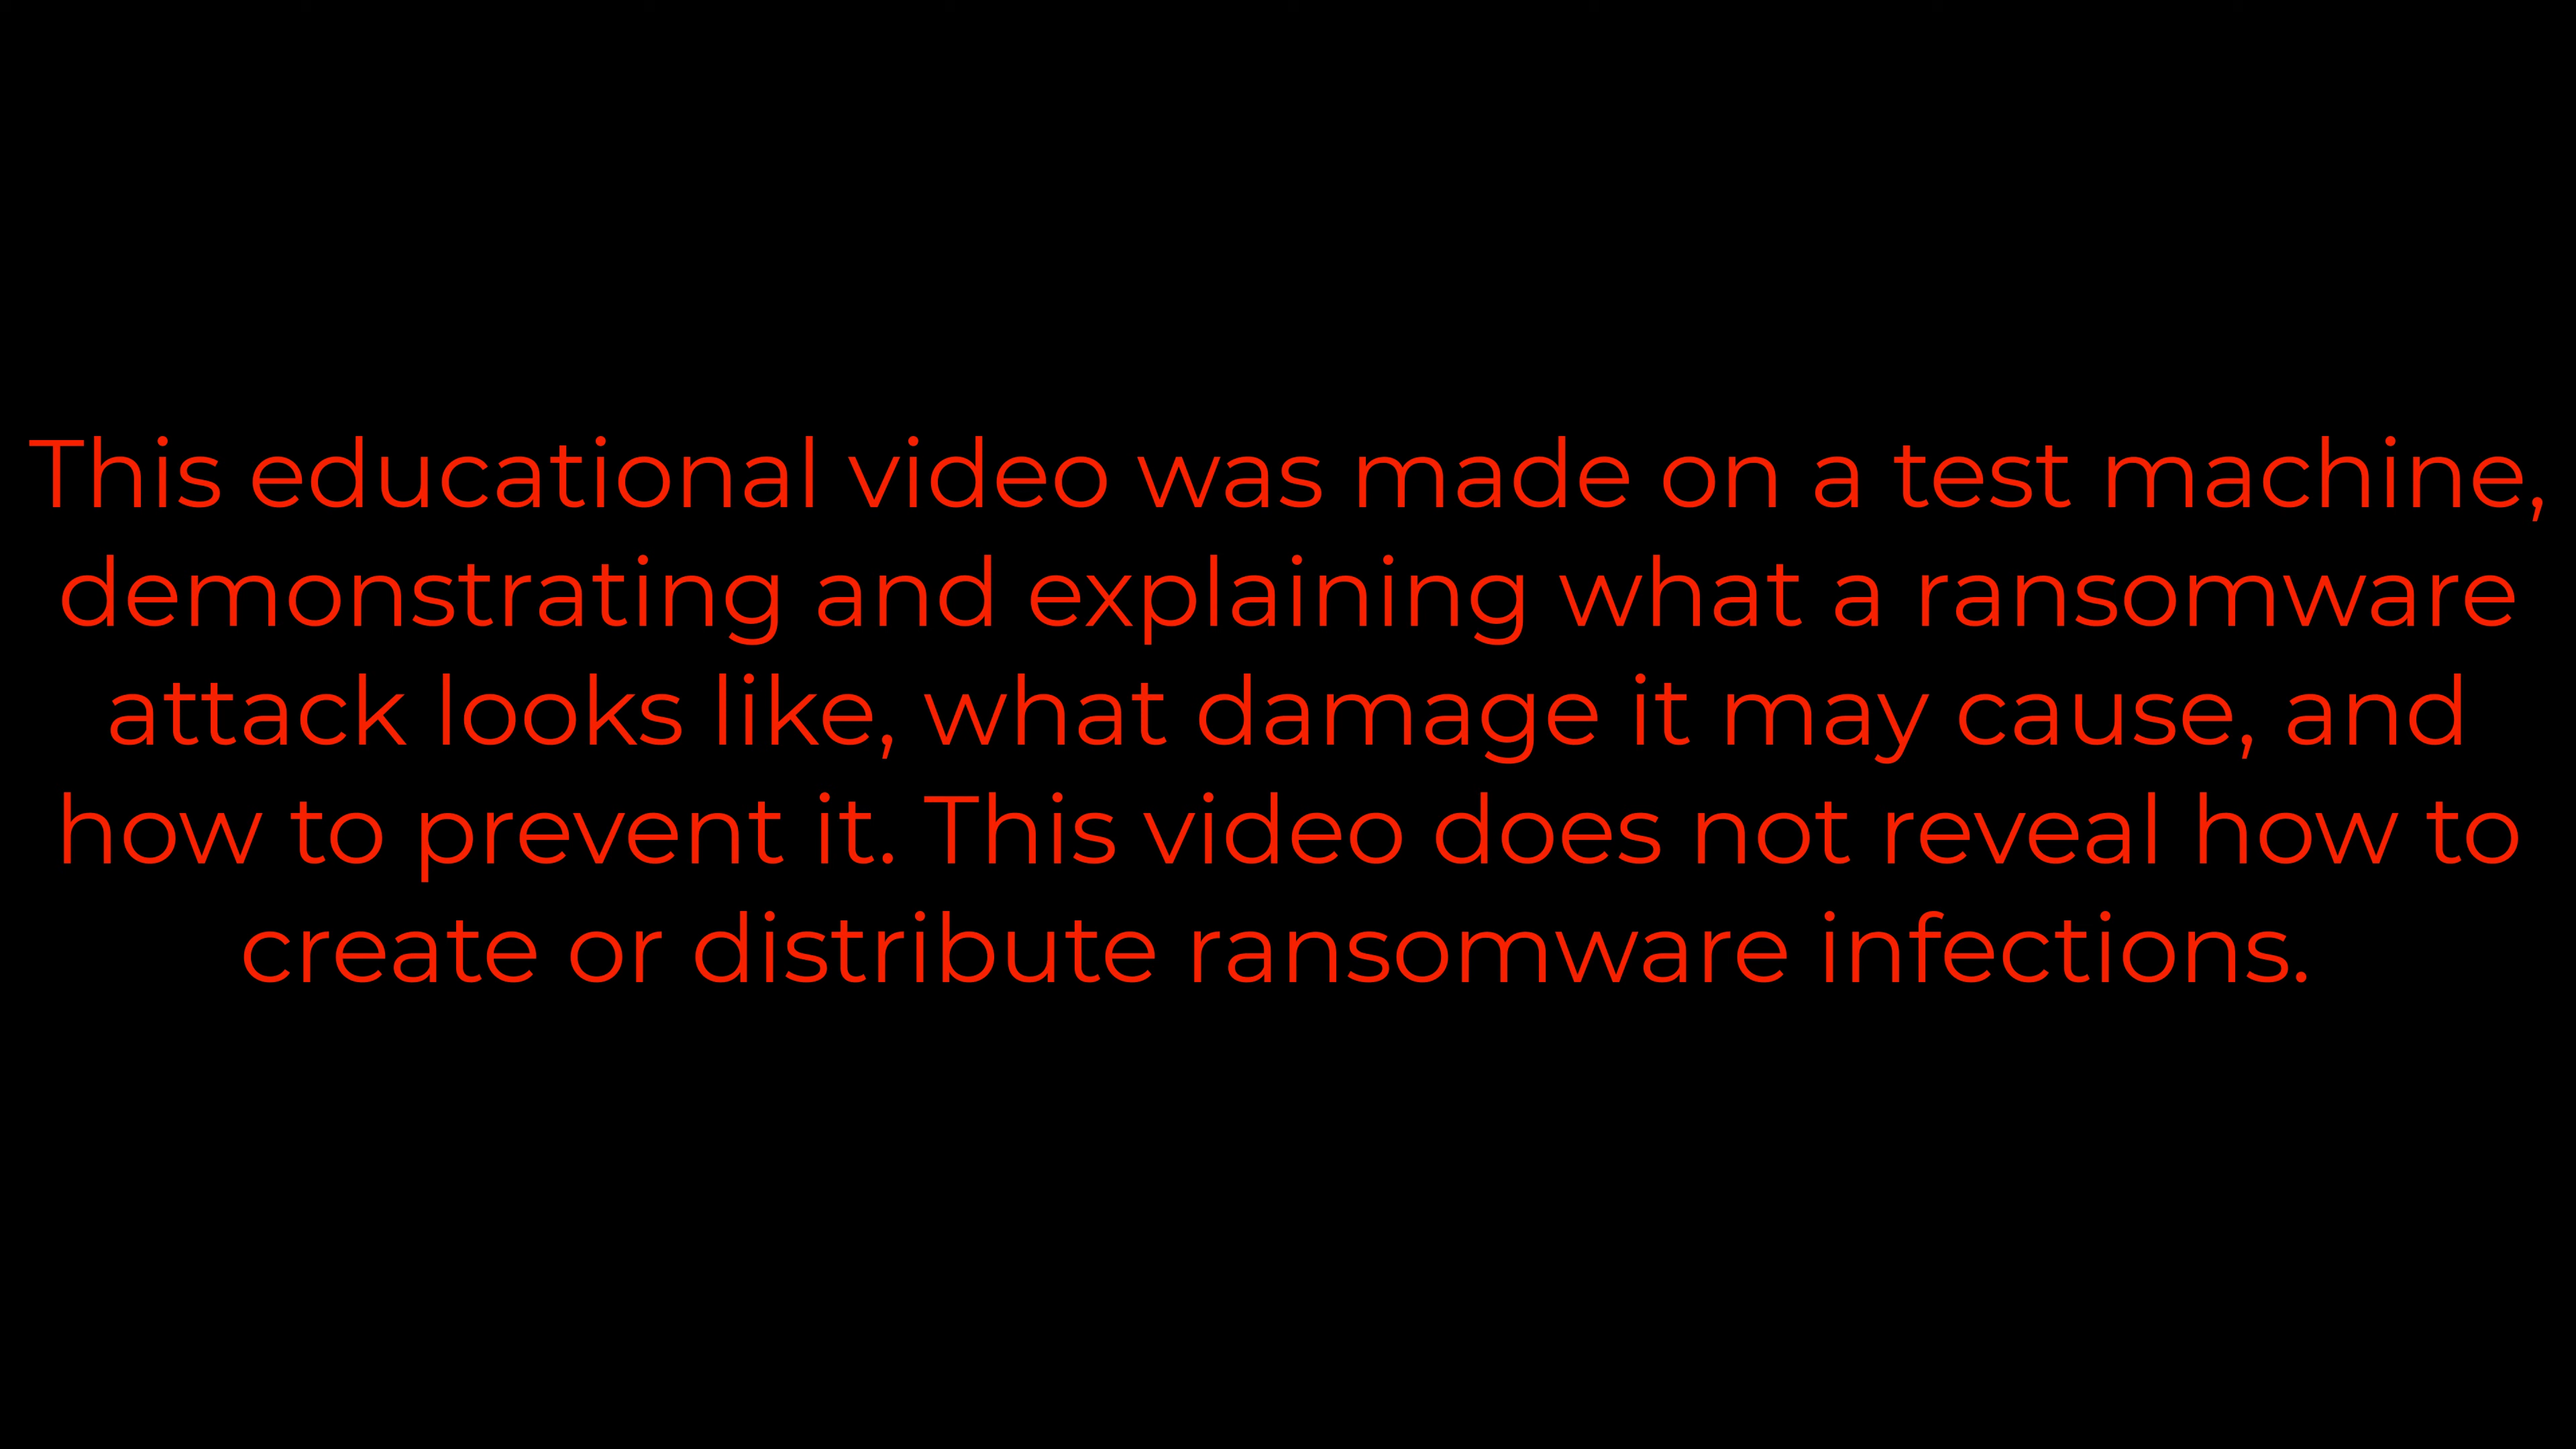 This educational video was made on a test machine,
demonstrating and explaining what a ransomware
attack looks like, what damage it may cause, and
how to prevent it. This video does not reveal how to
create or distribute ransomware infections.